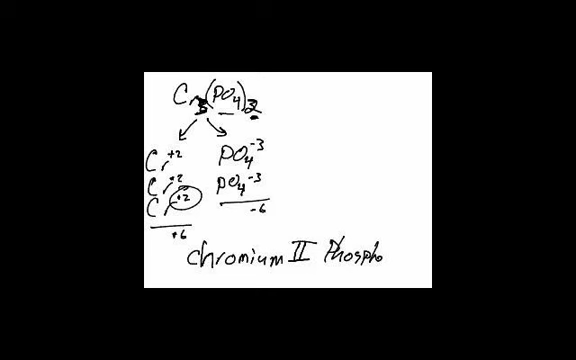 Cr3(PO4)2
Cr+2 PO4-3
Cr+2 PO4-3
Cr+2 -6
+6
Chromium II Phospho